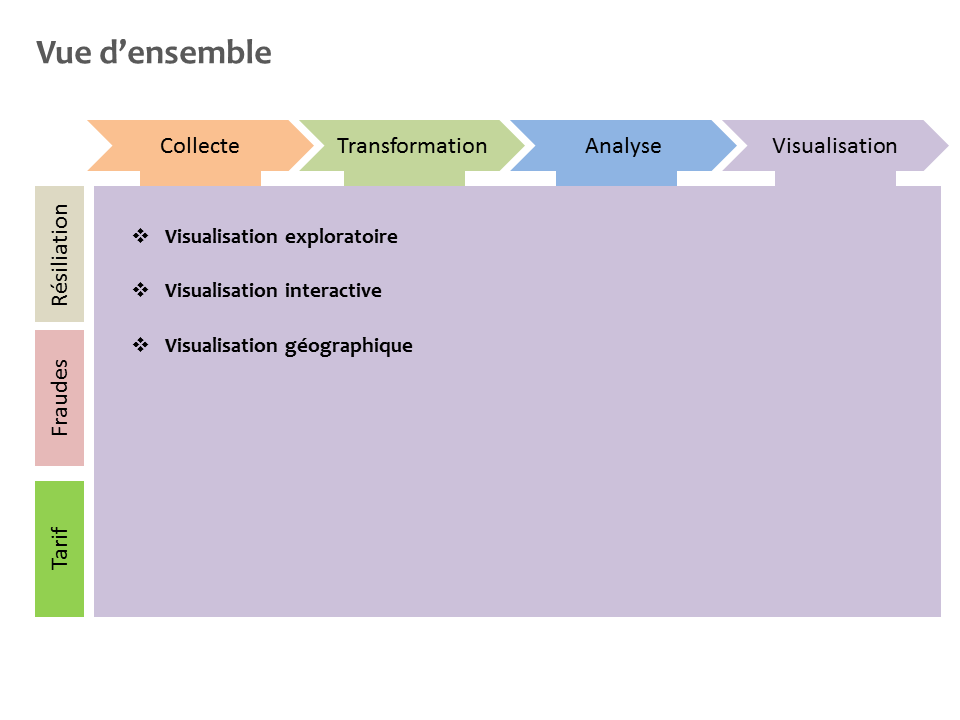 Vue d’ensemble
Collecte
Transformation
Analyse
Visualisation
Résiliation
Fraudes
Tarif
❖ Visualisation exploratoire
❖ Visualisation interactive
❖ Visualisation géographique